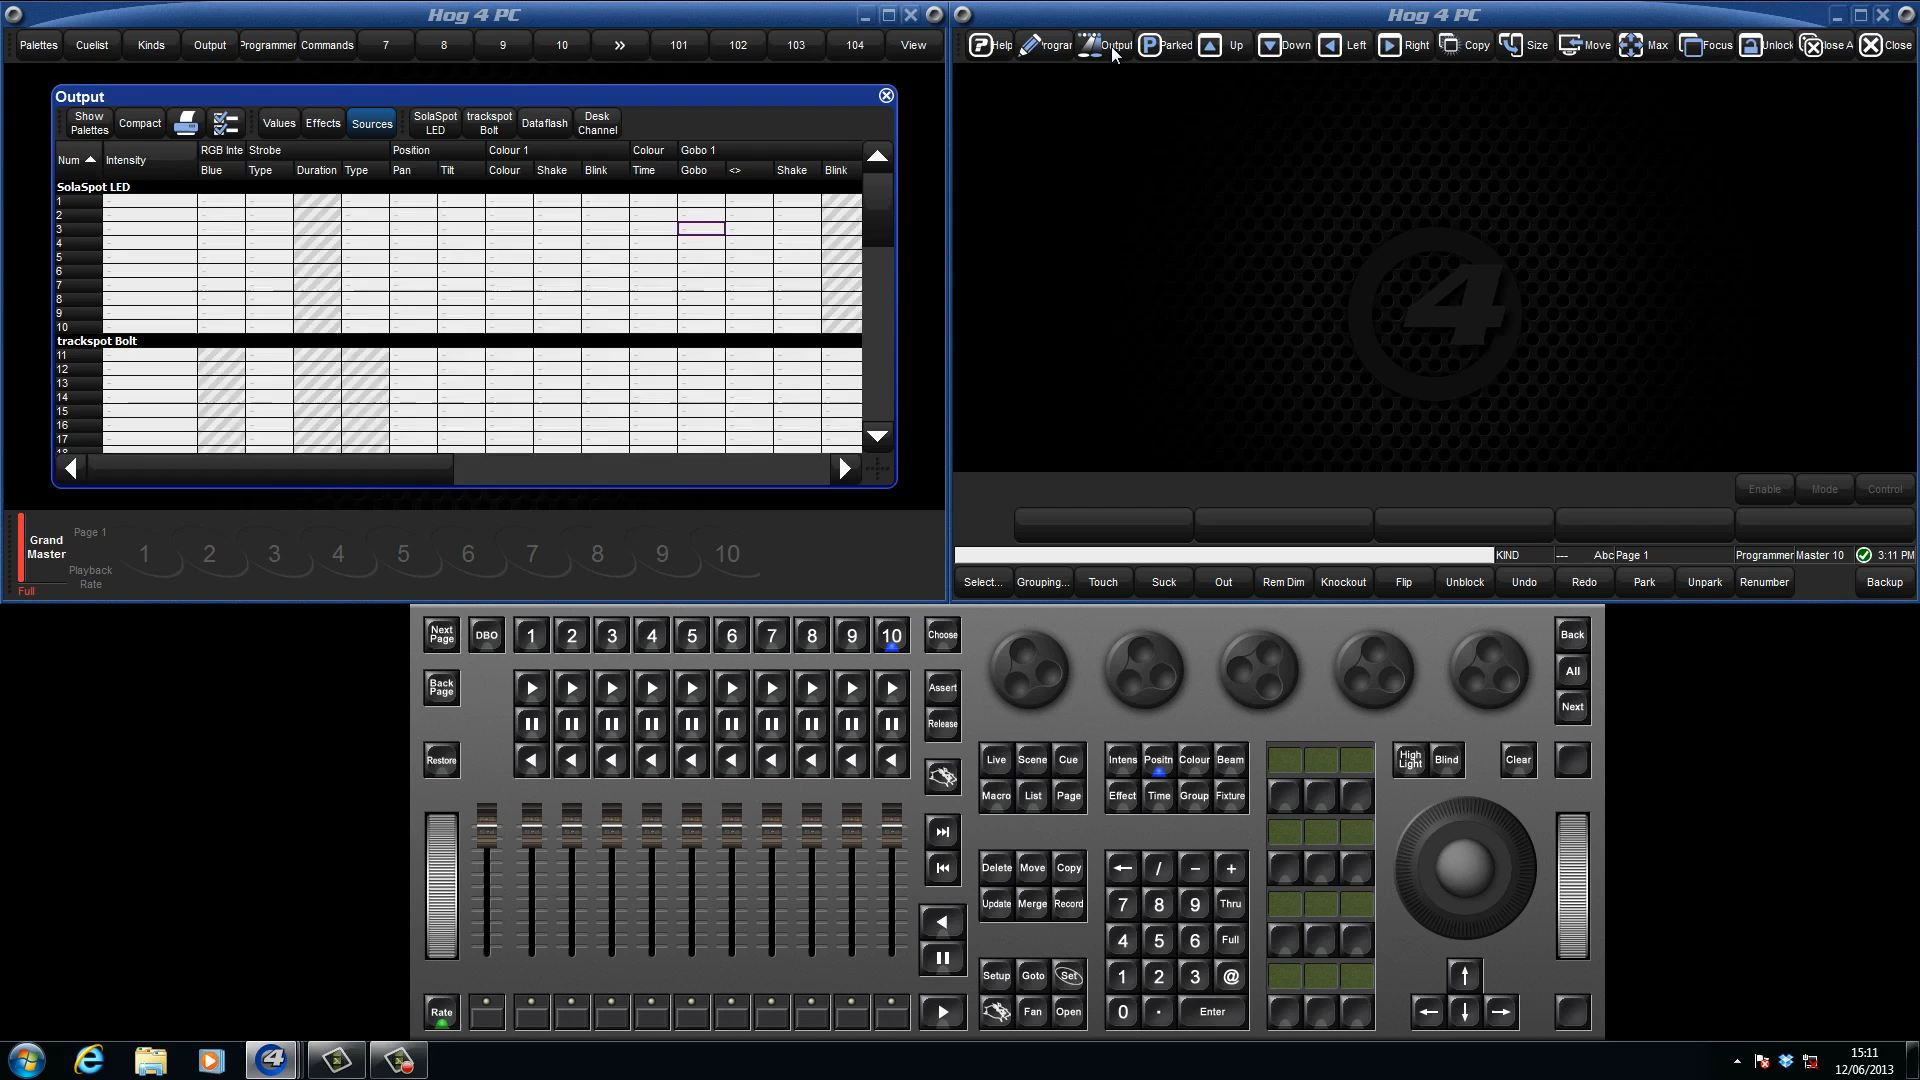 Hog 4 PC
Hog 4 PC
Palettes Cuelist Kinds Output Programmer Commands 7 8 9 10 » 101 102 103 104 View
Help Progra Output Parked Up Down Left Right Copy Size Move Max Focus Unlock lose A Close
Output
Show Palettes Compact Values Effects Sources SolaSpot LED trackspot Bolt Dataflash Desk Channel
Num Intensity RGB Inte Strobe Position Colour 1 Colour Gobo 1
Blue Type Duration Type Pan Tilt Colour Shake Blink Time Gobo <> Shake Blink
SolaSpot LED
1
2
3
4
5
6
7
8
9
10
trackspot Bolt
11
12
13
14
15
16
17
18
4
Enable Mode Control
Grand Master Full
Page 1
Playback Rate
1 2 3 4 5 6 7 8 9 10
KIND --- Abc Page 1 Programmer Master 10 3:11 PM
Select... Grouping... Touch Suck Out Rem Dim Knockout Flip Unblock Undo Redo Park Unpark Renumber Backup
Next Page DBO 1 2 3 4 5 6 7 8 9 10 Choose
Back
Back Page Assert
All
Release
Next
Restore
Live Scene Cue Intens Positn Colour Beam High Light Blind Clear
Macro List Page Effect Time Group Fixture
Delete Move Copy / - +
Update Merge Record 7 8 9 Thru
4 5 6 Full
Setup Goto Set 1 2 3 @
Rate Fan Open 0 . Enter
15:11
12/06/2013